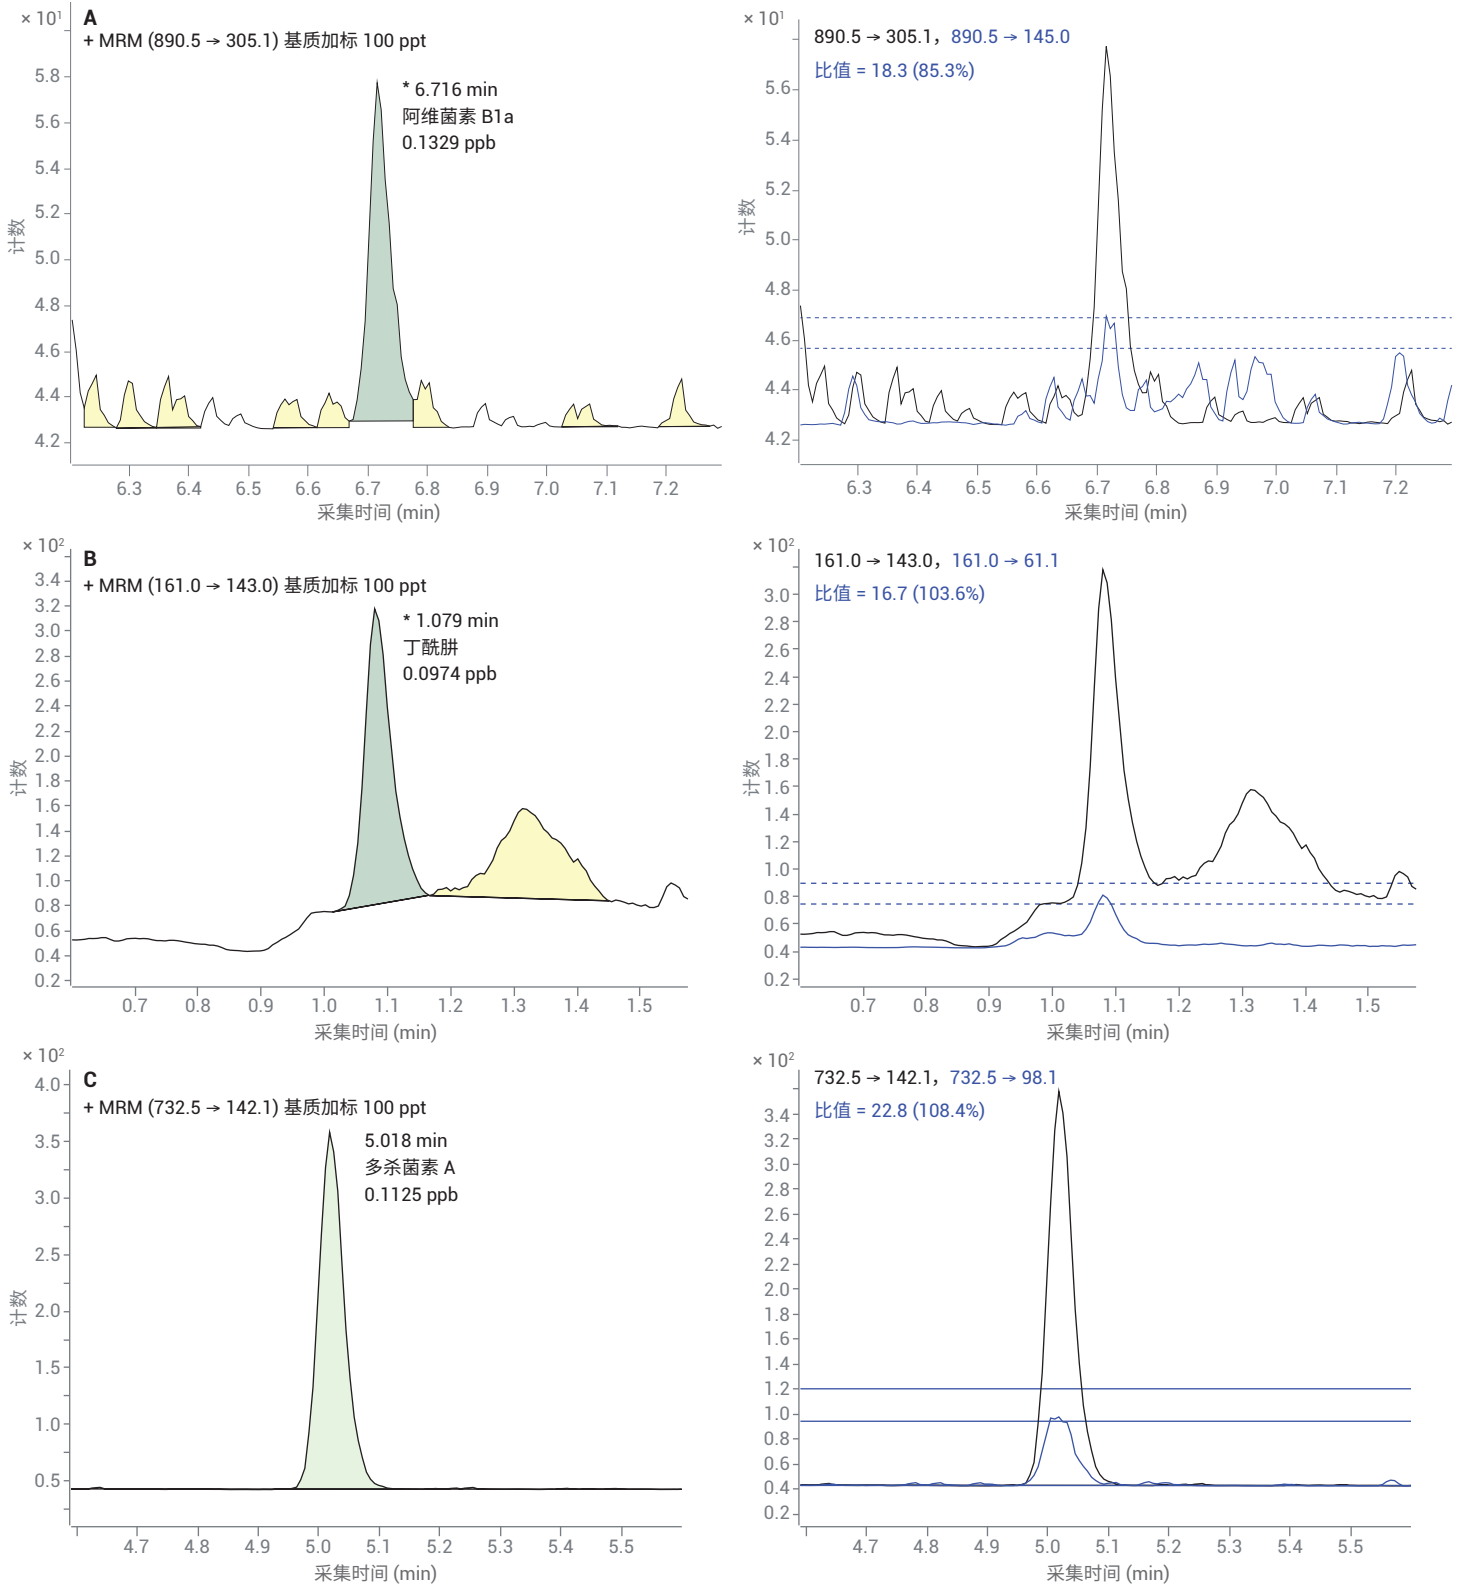 × 10¹
A
+ MRM (890.5 → 305.1) 基质加标 100 ppt
* 6.716 min
阿维菌素 B1a
0.1329 ppb
计数
5.8
5.6
5.4
5.2
5.0
4.8
4.6
4.4
4.2
6.3 6.4 6.5 6.6 6.7 6.8 6.9 7.0 7.1 7.2
采集时间 (min)
× 10¹
890.5 → 305.1，890.5 → 145.0
比值 = 18.3 (85.3%)
计数
5.6
5.4
5.2
5.0
4.8
4.6
4.4
4.2
6.3 6.4 6.5 6.6 6.7 6.8 6.9 7.0 7.1 7.2
采集时间 (min)
× 10²
B
+ MRM (161.0 → 143.0) 基质加标 100 ppt
* 1.079 min
丁酰肼
0.0974 ppb
计数
3.4
3.2
3.0
2.8
2.6
2.4
2.2
2.0
1.8
1.6
1.4
1.2
1.0
0.8
0.6
0.4
0.2
0.7 0.8 0.9 1.0 1.1 1.2 1.3 1.4 1.5
采集时间 (min)
× 10²
161.0 → 143.0，161.0 → 61.1
比值 = 16.7 (103.6%)
计数
3.0
2.8
2.6
2.4
2.2
2.0
1.8
1.6
1.4
1.2
1.0
0.8
0.6
0.4
0.2
0.7 0.8 0.9 1.0 1.1 1.2 1.3 1.4 1.5
采集时间 (min)
× 10²
C
+ MRM (732.5 → 142.1) 基质加标 100 ppt
5.018 min
多杀菌素 A
0.1125 ppb
计数
4.0
3.5
3.0
2.5
2.0
1.5
1.0
0.5
4.7 4.8 4.9 5.0 5.1 5.2 5.3 5.4 5.5
采集时间 (min)
× 10²
732.5 → 142.1，732.5 → 98.1
比值 = 22.8 (108.4%)
3.4
3.2
3.0
2.8
2.6
2.4
2.2
2.0
1.8
1.6
1.4
1.2
1.0
0.8
0.6
0.4
0.2
4.7 4.8 4.9 5.0 5.1 5.2 5.3 5.4 5.5
采集时间 (min)